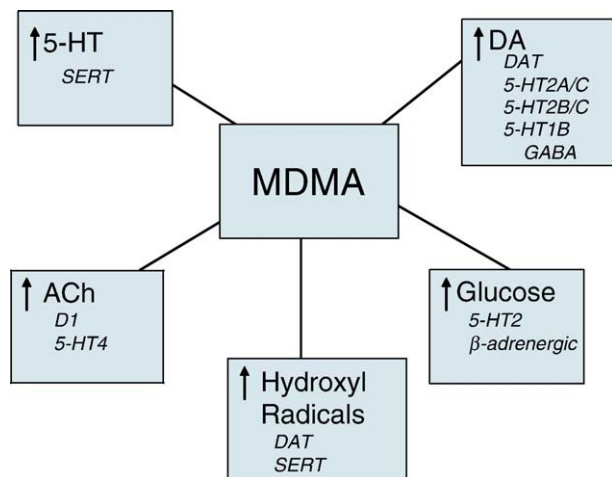 ↑5-HT
SERT
↑DA
DAT
5-HT2A/C
5-HT2B/C
5-HT1B
GABA
MDMA
↑ACh
D1
5-HT4
↑Hydroxyl
Radicals
DAT
SERT
↑Glucose
5-HT2
β-adrenergic